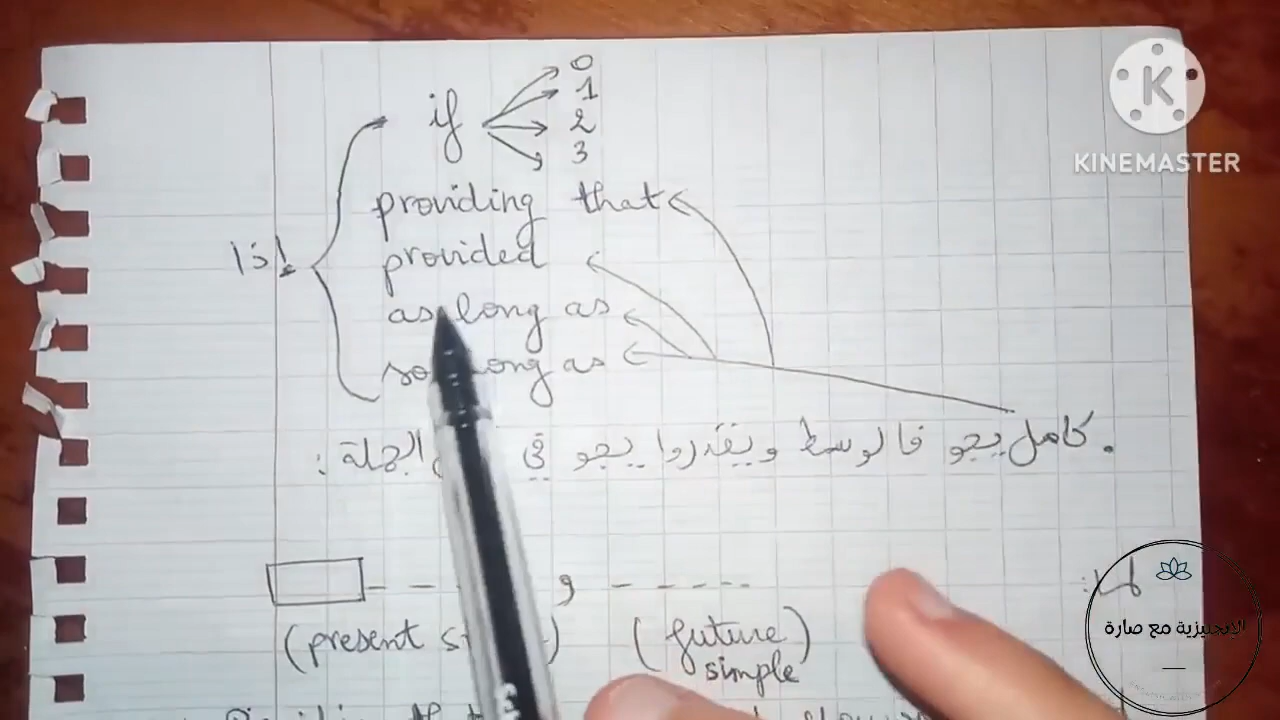 0
1
if 2
3
providing that
إذا provided
as long as
so long as
. كامل يجو فالوسط ويقدروا يجو في الجملة :
,
(present (future)
simple
KINEMASTER
الإنجليزية مع صارة